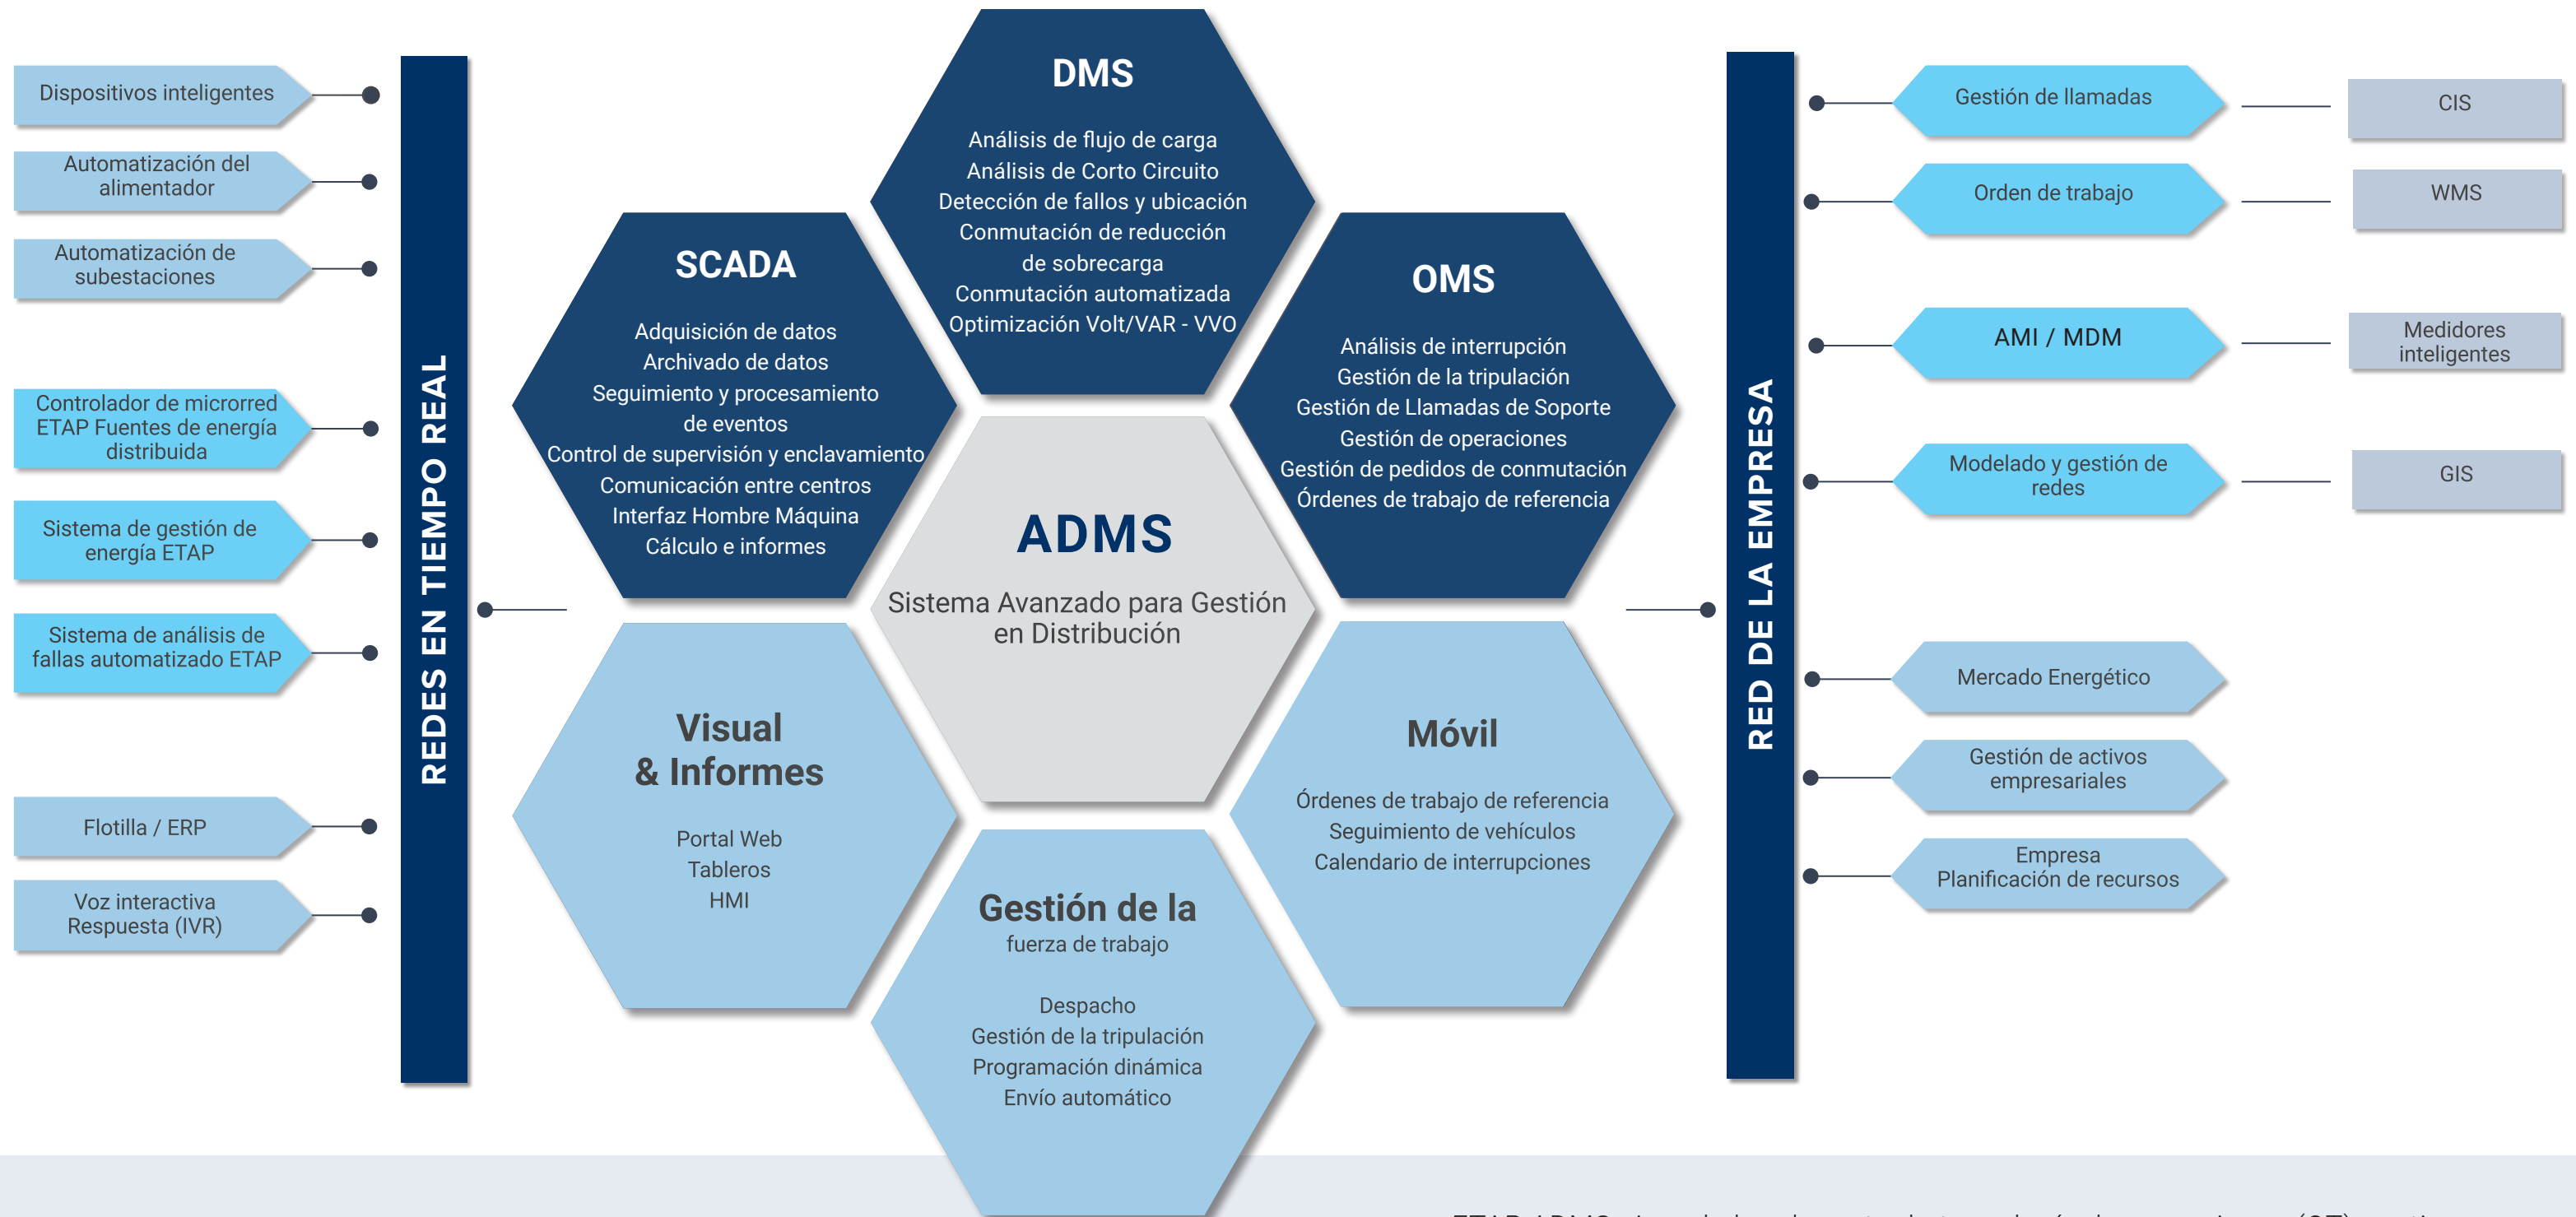 Dispositivos inteligentes
Automatización del
alimentador
Automatización de
subestaciones
Controlador de microrred
ETAP Fuentes de energía
distribuida
Sistema de gestión de
energía ETAP
Sistema de análisis de
fallas automatizado ETAP
Flotilla / ERP
Voz interactiva
Respuesta (IVR)
REDES EN TIEMPO REAL
SCADA
Adquisición de datos
Archivado de datos
Seguimiento y procesamiento
de eventos
Control de supervisión y enclavamiento
Comunicación entre centros
Interfaz Hombre Máquina
Cálculo e informes
DMS
Análisis de flujo de carga
Análisis de Corto Circuito
Detección de fallos y ubicación
Conmutación de reducción
de sobrecarga
Conmutación automatizada
Optimización Volt/VAR - VVO
OMS
Análisis de interrupción
Gestión de la tripulación
Gestión de Llamadas de Soporte
Gestión de operaciones
Gestión de pedidos de conmutación
Órdenes de trabajo de referencia
ADMS
Sistema Avanzado para Gestión
en Distribución
Visual
& Informes
Portal Web
Tableros
HMI
Gestión de la
fuerza de trabajo
Despacho
Gestión de la tripulación
Programación dinámica
Envío automático
Móvil
Órdenes de trabajo de referencia
Seguimiento de vehículos
Calendario de interrupciones
RED DE LA EMPRESA
Gestión de llamadas
CIS
Orden de trabajo
WMS
AMI / MDM
Medidores
inteligentes
Modelado y gestión de
redes
GIS
Mercado Energético
Gestión de activos
empresariales
Empresa
Planificación de recursos
ETAP ADMS
(OT)